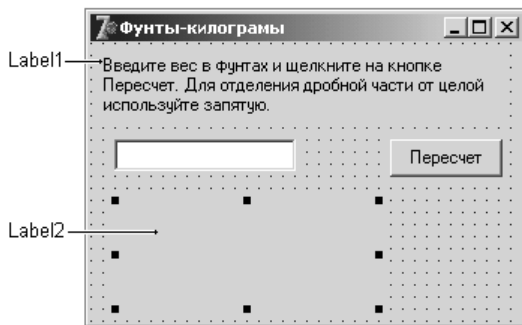 Фунты-килограмы
Label1
Введите вес в фунтах и щелкните на кнопке
Пересчет. Для отделения дробной части от целой
используйте запятую.
Пересчет
Label2